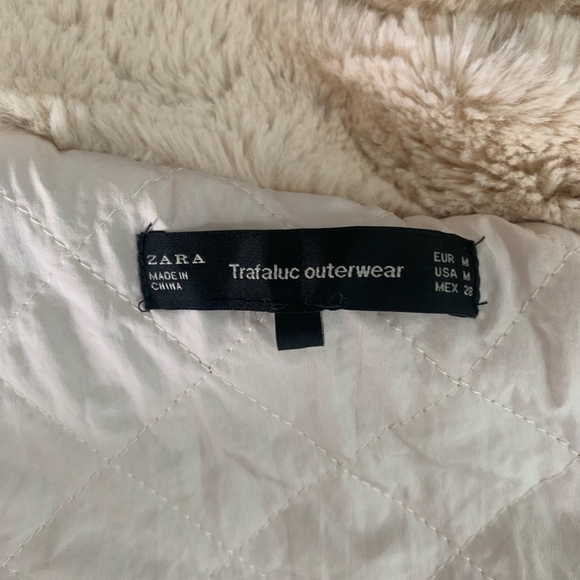 ZARA
MADE IN
CHINA
Trafaluc outerwear
EUR M
USA M
MEX 28